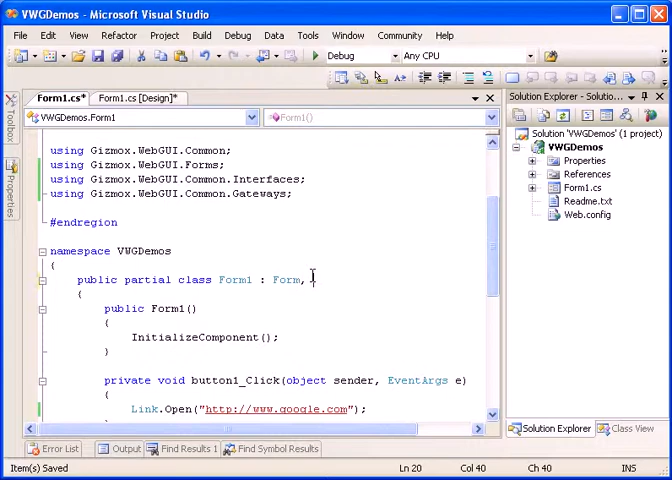 VWGDemos - Microsoft Visual Studio
File Edit View Refactor Project Build Debug Data Tools Window Community Help
Debug Any CPU
Form1.cs* Form1.cs [Design]*
VWGDemos.Form1 Form1()
Toolbox
Properties
using Gizmox.WebGUI.Common;
using Gizmox.WebGUI.Forms;
using Gizmox.WebGUI.Common.Interfaces;
using Gizmox.WebGUI.Common.Gateways;
#endregion
namespace VWGDemos
{
public partial class Form1 : Form,
{
public Form1()
{
InitializeComponent();
}
private void button1_Click(object sender, EventArgs e)
{
Link.Open("http://www.google.com");
Solution Explorer - Solutio...
Solution 'VWGDemos' (1 project)
VWGDemos
Properties
References
Form1.cs
Readme.txt
Web.config
Solution Explorer Class View
Error List Output Find Results 1 Find Symbol Results
Item(s) Saved Ln 20 Col 40 Ch 40 INS